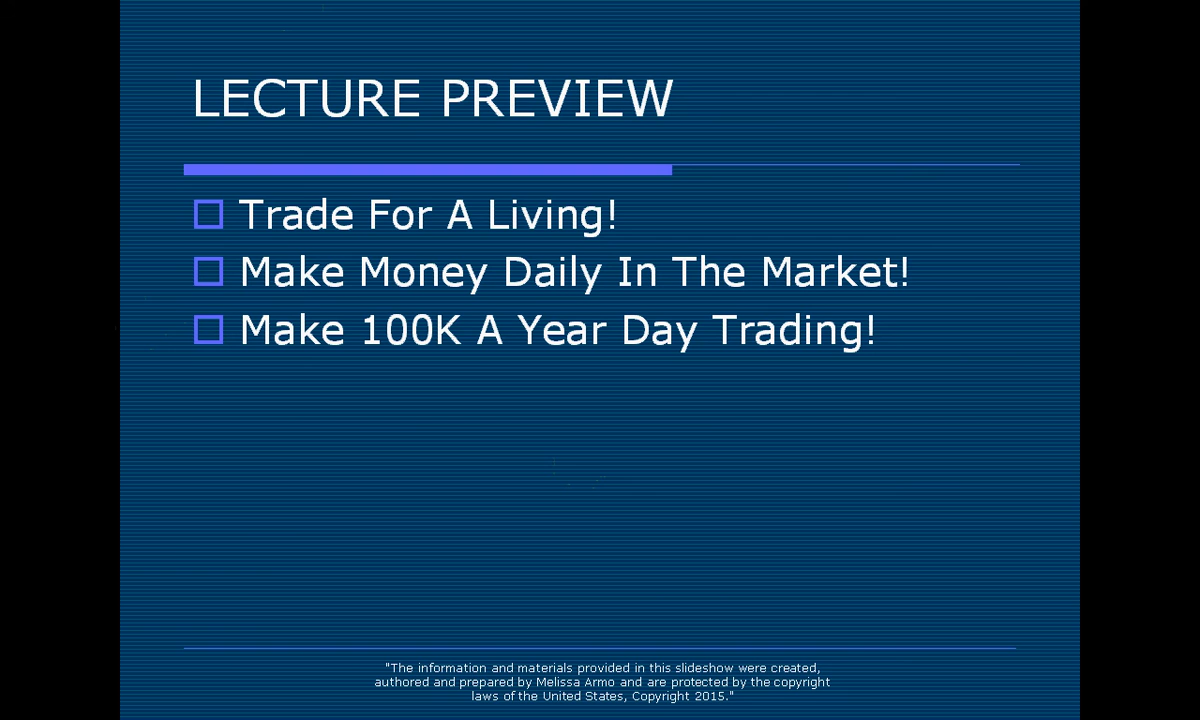 LECTURE PREVIEW
Trade For A Living!
Make Money Daily In The Market!
Make 100K A Year Day Trading!
"The information and materials provided in this slideshow were created,
authored and prepared by Melissa Armo and are protected by the copyright
laws of the United States, Copyright 2015."